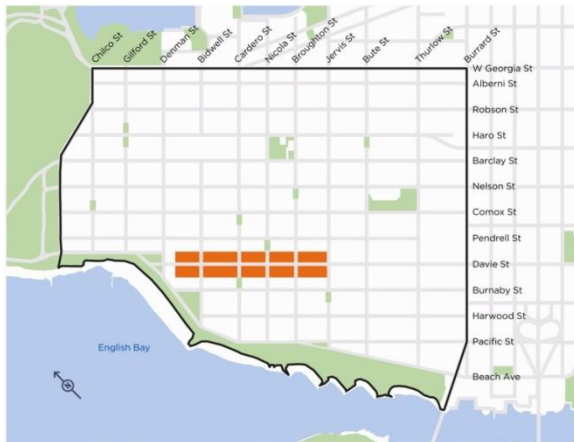 Chilco St
Gilford St
Denman St
Bidwell St
Cardero St
Nicola St
Broughton St
Jervis St
Bute St
Thurlow St
Burrard St
W Georgia St
Alberni St
Robson St
Haro St
Barclay St
Nelson St
Comox St
Pendrell St
Davie St
Burnaby St
Harwood St
Pacific St
Beach Ave
English Bay
N